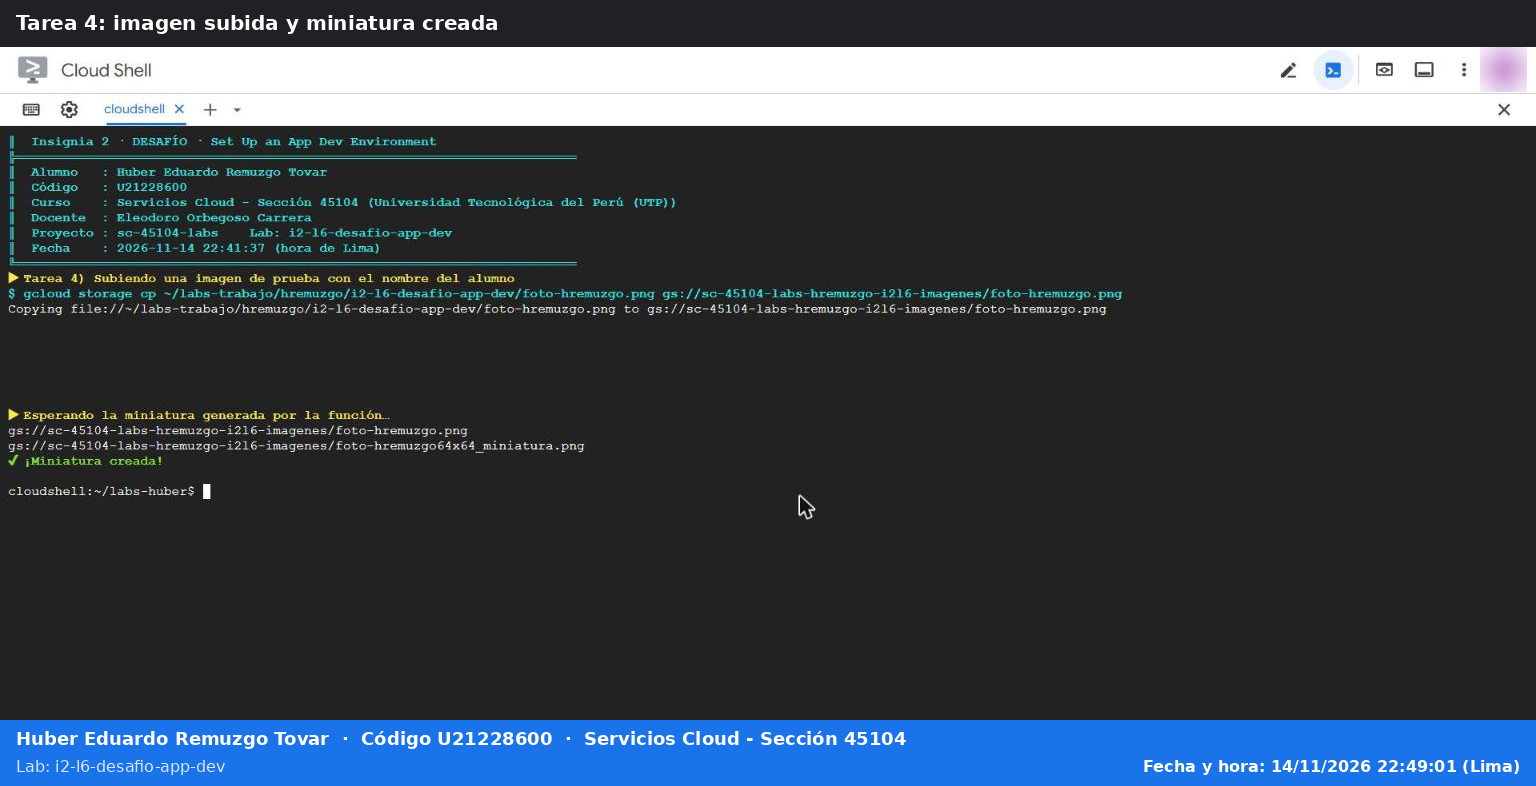 Tarea 4: imagen subida y miniatura creada
Cloud Shell
cloudshell
Insignia 2 · DESAFÍO · Set Up an App Dev Environment
Alumno : Huber Eduardo Remuzgo Tovar
Código : U21228600
Curso : Servicios Cloud - Sección 45104 (Universidad Tecnológica del Perú (UTP))
Docente : Eleodoro Orbegoso Carrera
Proyecto : sc-45104-labs Lab: i2-l6-desafio-app-dev
Fecha : 2026-11-14 22:41:37 (hora de Lima)
▶ Tarea 4) Subiendo una imagen de prueba con el nombre del alumno
$ gcloud storage cp ~/labs-trabajo/hremuzgo/i2-l6-desafio-app-dev/foto-hremuzgo.png gs://sc-45104-labs-hremuzgo-i2l6-imagenes/foto-hremuzgo.png
Copying file://~/labs-trabajo/hremuzgo/i2-l6-desafio-app-dev/foto-hremuzgo.png to gs://sc-45104-labs-hremuzgo-i2l6-imagenes/foto-hremuzgo.png
▶ Esperando la miniatura generada por la función…
gs://sc-45104-labs-hremuzgo-i2l6-imagenes/foto-hremuzgo.png
gs://sc-45104-labs-hremuzgo-i2l6-imagenes/foto-hremuzgo64x64_miniatura.png
✔ ¡Miniatura creada!
cloudshell:~/labs-huber$
Huber Eduardo Remuzgo Tovar · Código U21228600 · Servicios Cloud - Sección 45104
Lab: i2-l6-desafio-app-dev
Fecha y hora: 14/11/2026 22:49:01 (Lima)